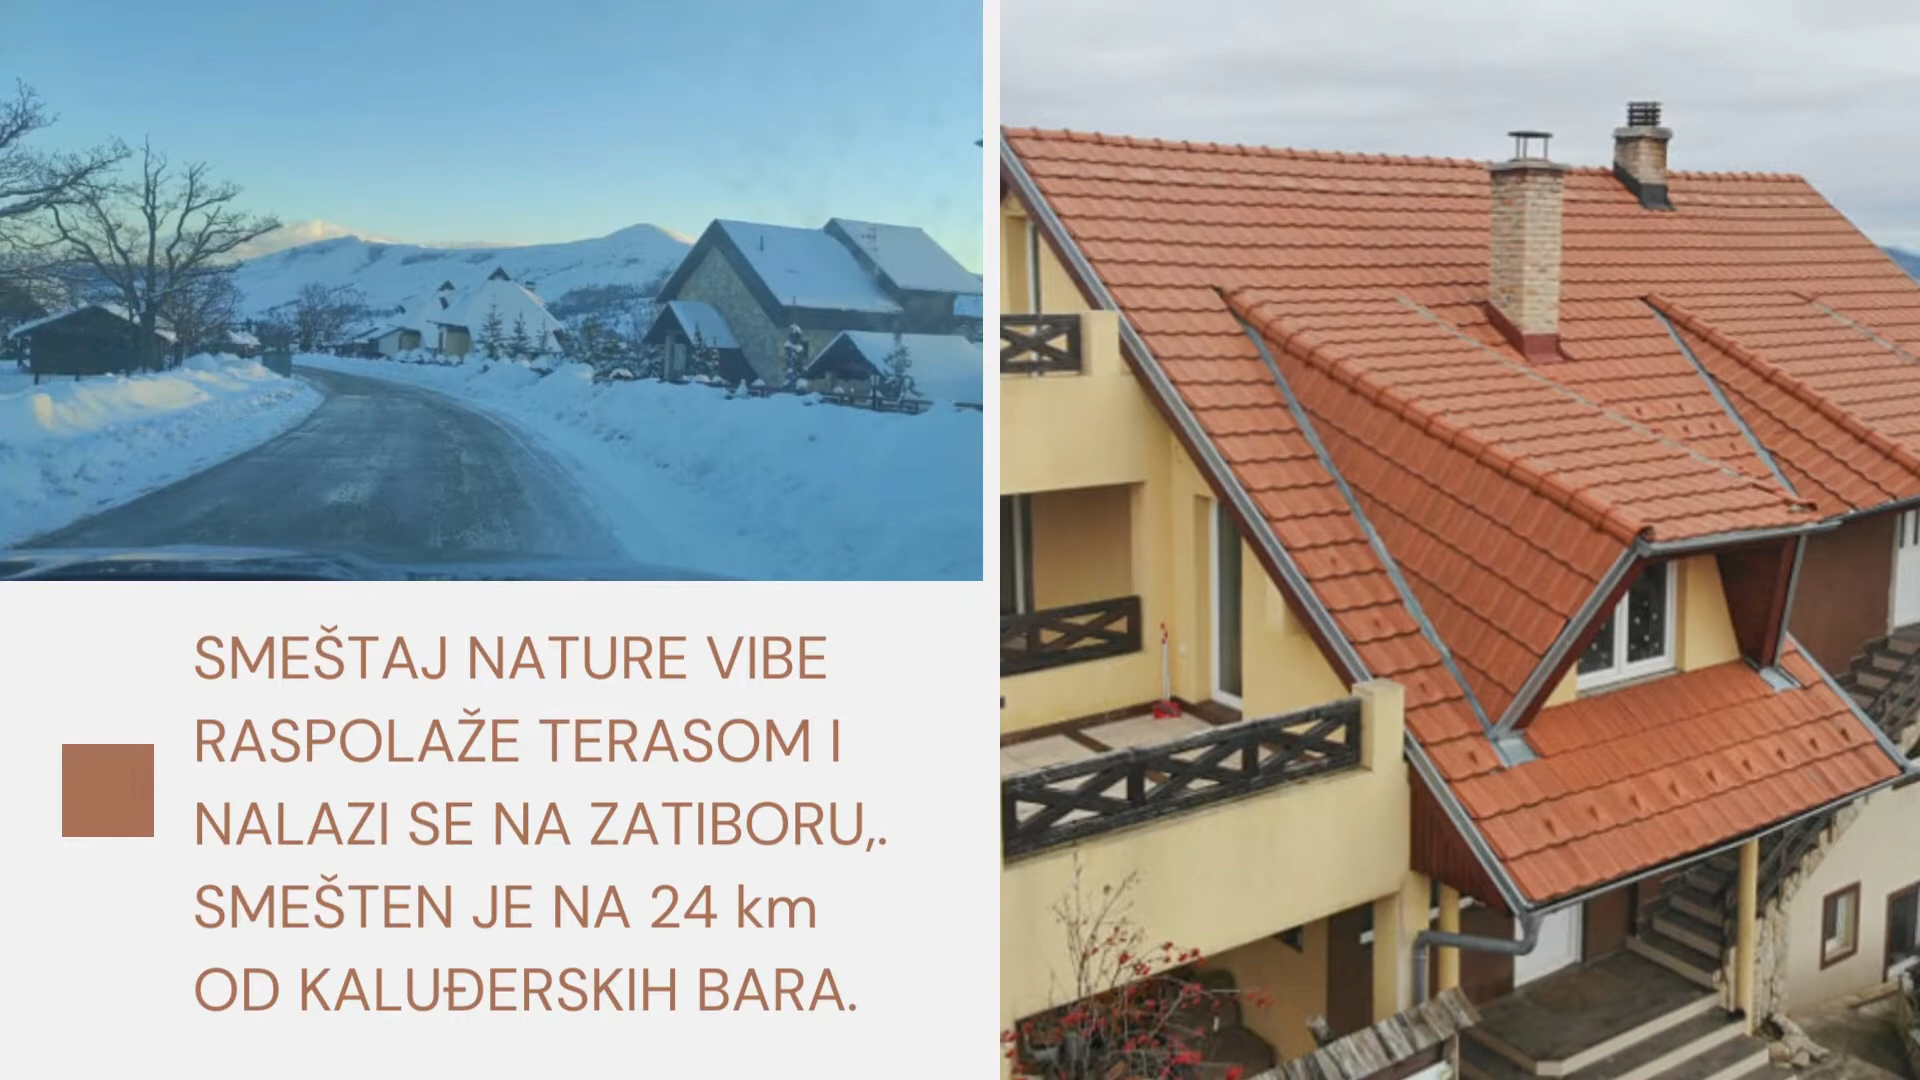 SMEŠTAJ NATURE VIBE
RASPOLAŽE TERASOM I
NALAZI SE NA ZATIBORU,.
SMEŠTEN JE NA 24 km
OD KALUĐERSKIH BARA.